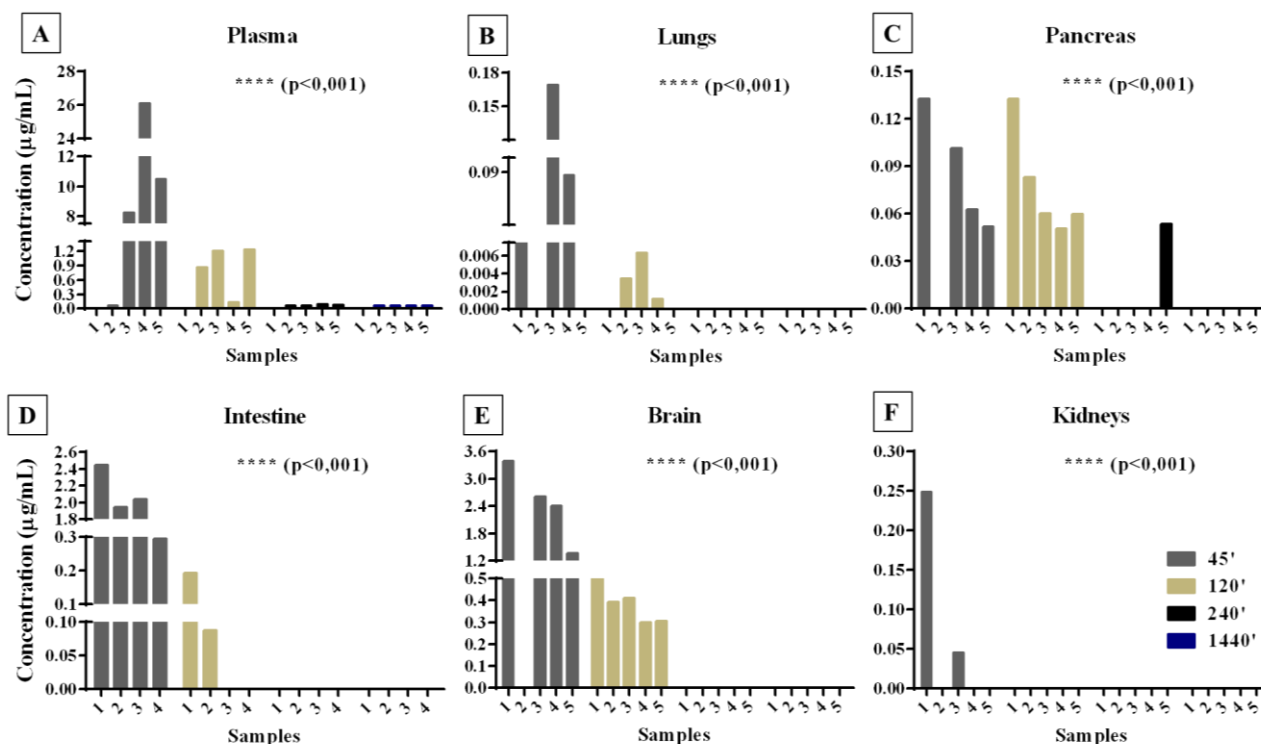 A
Plasma
**** (p<0,001)
28
26
24
12
10
8
1.2
0.9
0.6
0.3
0.0
Concentration (µg/mL)
1 2 3 4 5 1 2 3 4 5 1 2 3 4 5 1 2 3 4 5
Samples
B
Lungs
**** (p<0,001)
0.18
0.15
0.09
0.006
0.004
0.002
0.000
1 2 3 4 5 1 2 3 4 5 1 2 3 4 5 1 2 3 4 5
Samples
C
Pancreas
**** (p<0,001)
0.15
0.12
0.09
0.06
0.03
0.00
1 2 3 4 5 1 2 3 4 5 1 2 3 4 5 1 2 3 4 5
Samples
D
Intestine
**** (p<0,001)
2.6
2.4
2.2
2.0
1.8
0.3
0.2
0.1
0.10
0.05
0.00
Concentration (µg/mL)
1 2 3 4 1 2 3 4 1 2 3 4 1 2 3 4
Samples
E
Brain
**** (p<0,001)
3.6
2.4
1.8
1.2
0.5
0.4
0.3
0.2
0.1
0.0
1 2 3 4 5 1 2 3 4 5 1 2 3 4 5 1 2 3 4 5
Samples
F
Kidneys
**** (p<0,001)
0.30
0.25
0.20
0.15
0.10
0.05
0.00
1 2 3 4 5 1 2 3 4 5 1 2 3 4 5 1 2 3 4 5
Samples
45'
120'
240'
1440'